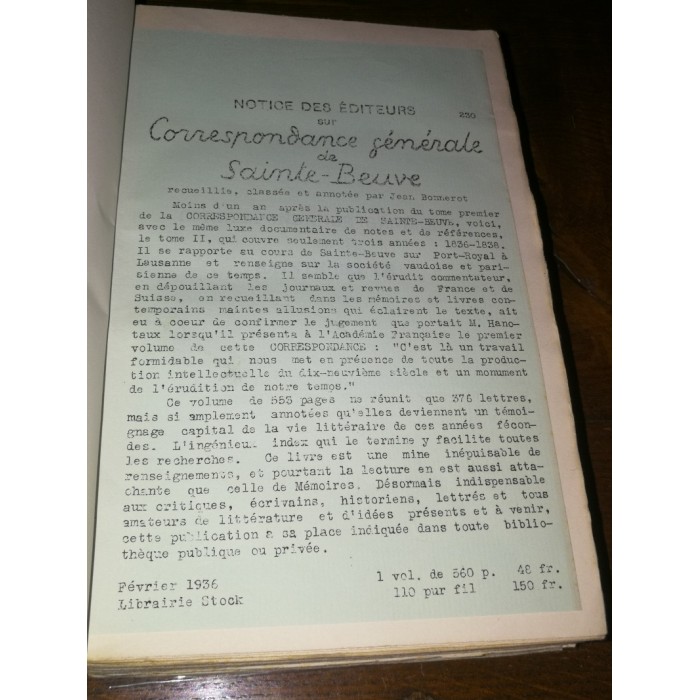 NOTICE DES ÉDITEURS
230
sur
Correspondance générale
de
Sainte-Beuve
recueillie, classée et annotée par Jean Bonnerot
Moins d'un an après la publication du tome premier
de la CORRESPONDANCE GENERALE DE SAINTE-BEUVE, voici,
avec le même luxe documentaire de notes et de références,
le tome II, qui couvre seulement trois années : 1836-1838.
Il se rapporte au cours de Sainte-Beuve sur Port-Royal à
Lausanne et renseigne sur la société vaudoise et pari-
sienne de ce temps. Il semble que l'érudit commentateur,
en dépouillant les journaux et revues de France et de
Suisse, en recueillant dans les mémoires et livres con-
temporains maintes allusions qui éclairent le texte, ait
eu à coeur de confirmer le jugement que portait M. Hano-
taux lorsqu'il présenta à l'Académie Française le premier
volume de cette CORRESPONDANCE : "C'est là un travail
formidable qui nous met en présence de toute la produc-
tion intellectuelle du dix-neuvième siècle et un monument
de l'érudition de notre temps."
Ce volume de 553 pages ne réunit que 376 lettres,
mais si amplement annotées qu'elles deviennent un témoi-
gnage capital de la vie littéraire de ces années fécon-
des. L'ingénieux index qui le termine y facilite toutes
les recherches. Ce livre est une mine inépuisable de
renseignements, et pourtant la lecture en est aussi atta-
chante que celle de Mémoires. Désormais indispensable
aux critiques, écrivains, historiens, lettrés et tous
amateurs de littérature et d'idées présents et à venir,
cette publication a sa place indiquée dans toute biblio-
thèque publique ou privée.
Février 1936
1 vol. de 560 p. 48 fr.
Librairie Stock
110 pur fil 150 fr.